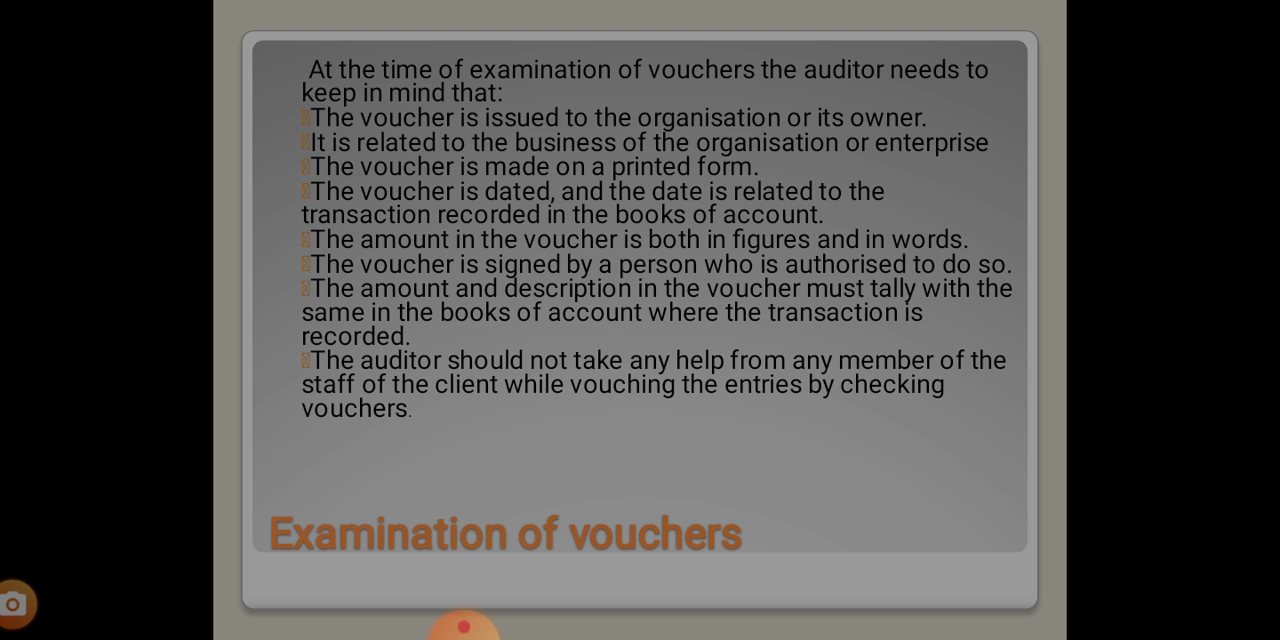 At the time of examination of vouchers the auditor needs to
keep in mind that:
The voucher is issued to the organisation or its owner.
It is related to the business of the organisation or enterprise
The voucher is made on a printed form.
The voucher is dated, and the date is related to the
transaction recorded in the books of account.
The amount in the voucher is both in figures and in words.
The voucher is signed by a person who is authorised to do so.
The amount and description in the voucher must tally with the
same in the books of account where the transaction is
recorded.
The auditor should not take any help from any member of the
staff of the client while vouching the entries by checking
vouchers.
Examination of vouchers